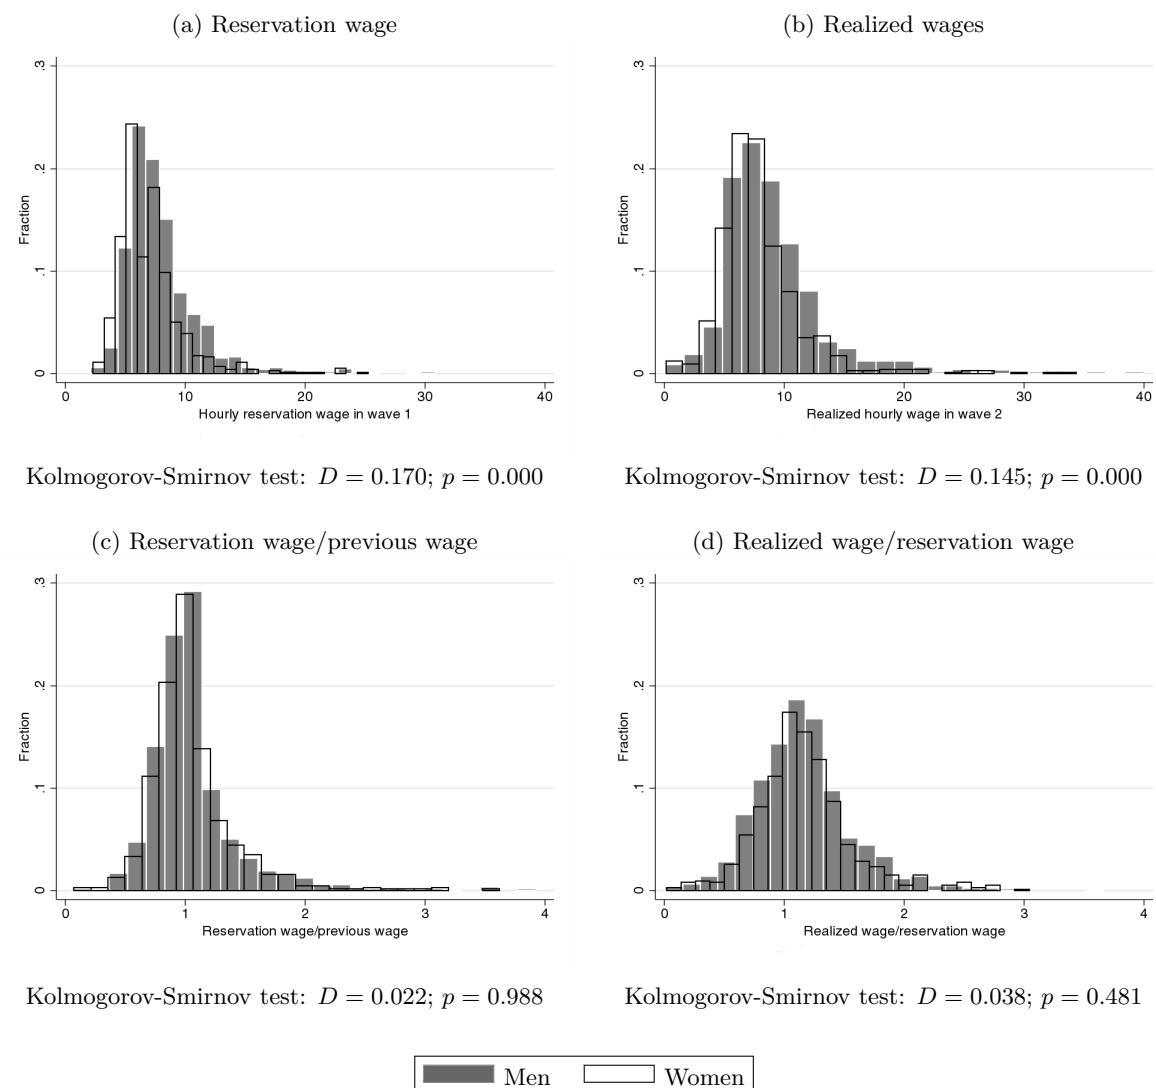 (a) Reservation wage
(b) Realized wages
.3
.2
.1
0
Fraction
0 10 20 30 40
Hourly reservation wage in wave 1
.3
.2
.1
0
Fraction
0 10 20 30 40
Realized hourly wage in wave 2
Kolmogorov-Smirnov test: D = 0.170; p = 0.000
Kolmogorov-Smirnov test: D = 0.145; p = 0.000
(c) Reservation wage/previous wage
(d) Realized wage/reservation wage
.3
.2
.1
0
Fraction
0 1 2 3 4
Reservation wage/previous wage
.3
.2
.1
0
Fraction
0 1 2 3 4
Realized wage/reservation wage
Kolmogorov-Smirnov test: D = 0.022; p = 0.988
Kolmogorov-Smirnov test: D = 0.038; p = 0.481
Men Women